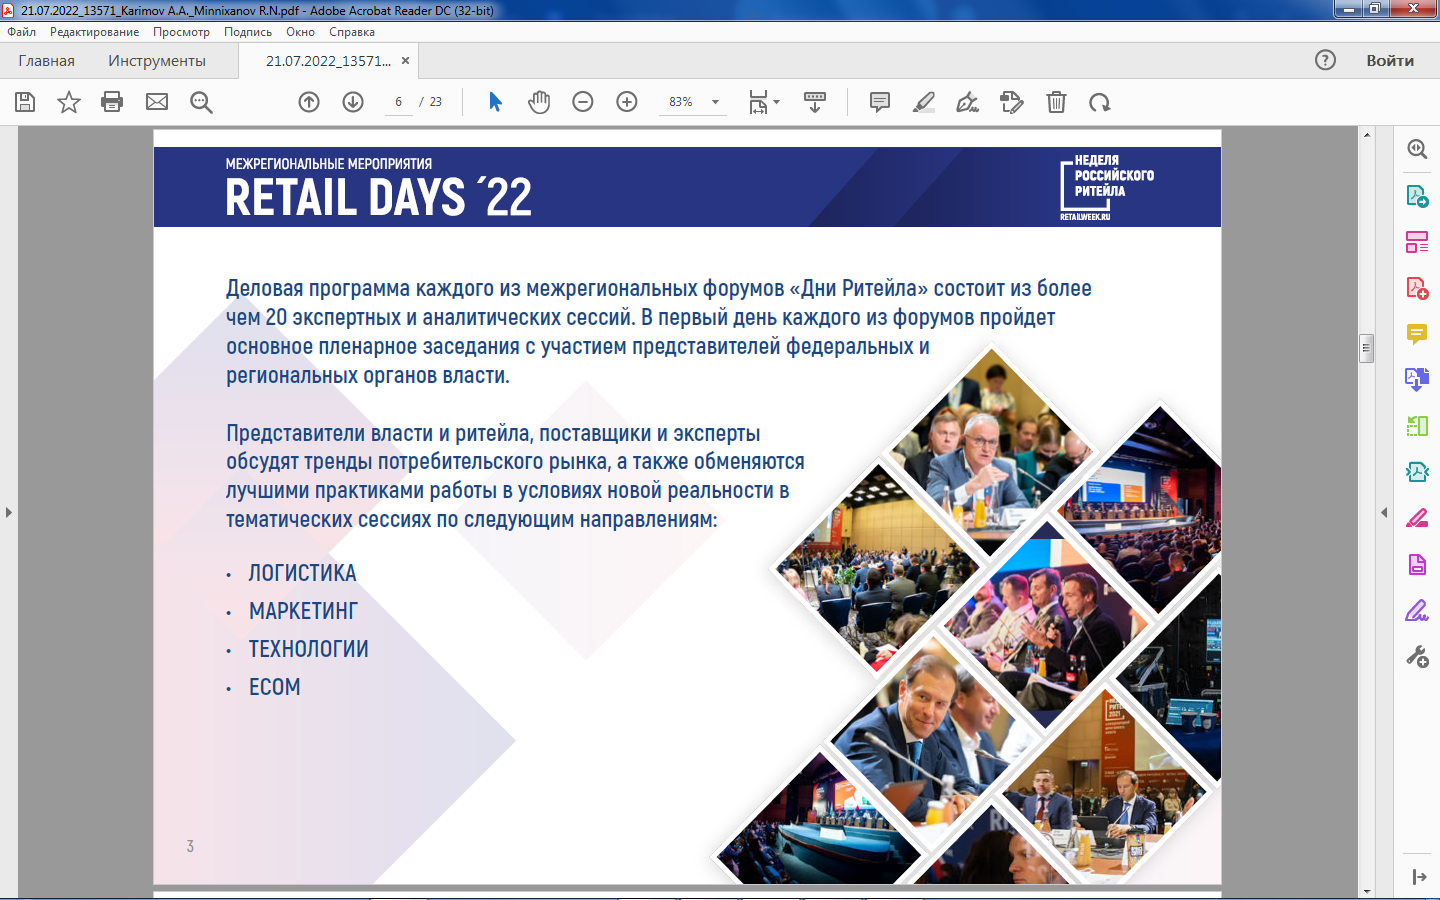 21.07.2022_13571_Karimov A.A._Minnixanov R.N.pdf - Adobe Acrobat Reader DC (32-bit)
Файл Редактирование Просмотр Подпись Окно Справка
Главная Инструменты 21.07.2022_13571... × Войти
6 / 23 83%
МЕЖРЕГИОНАЛЬНЫЕ МЕРОПРИЯТИЯ
RETAIL DAYS ´22
НЕДЕЛЯ
РОССИЙСКОГО
РИТЕЙЛА
RETAILWEEK.RU
Деловая программа каждого из межрегиональных форумов «Дни Ритейла» состоит из более
чем 20 экспертных и аналитических сессий. В первый день каждого из форумов пройдет
основное пленарное заседания с участием представителей федеральных и
региональных органов власти.
Представители власти и ритейла, поставщики и эксперты
обсудят тренды потребительского рынка, а также обменяются
лучшими практиками работы в условиях новой реальности в
тематических сессиях по следующим направлениям:
• ЛОГИСТИКА
• МАРКЕТИНГ
• ТЕХНОЛОГИИ
• ECOM
3